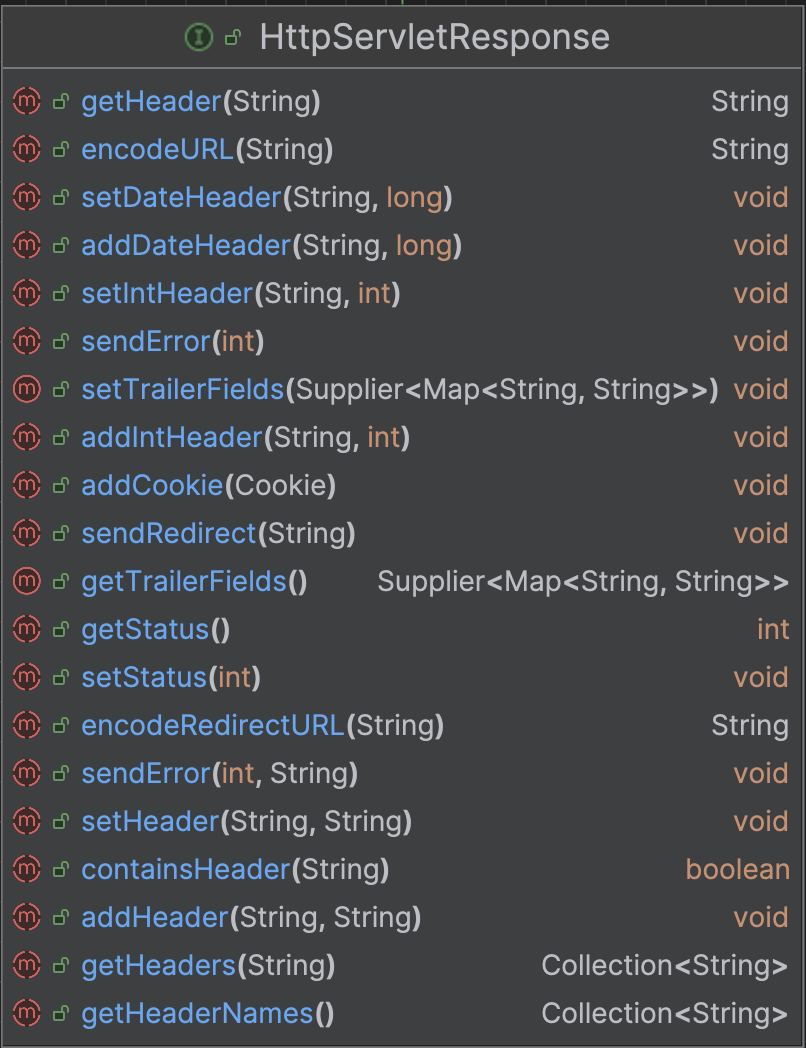 HttpServletResponse
getHeader(String) String
encodeURL(String) String
setDateHeader(String, long) void
addDateHeader(String, long) void
setIntHeader(String, int) void
sendError(int) void
setTrailerFields(Supplier<Map<String, String>>) void
addIntHeader(String, int) void
addCookie(Cookie) void
sendRedirect(String) void
getTrailerFields() Supplier<Map<String, String>>
getStatus() int
setStatus(int) void
encodeRedirectURL(String) String
sendError(int, String) void
setHeader(String, String) void
containsHeader(String) boolean
addHeader(String, String) void
getHeaders(String) Collection<String>
getHeaderNames() Collection<String>